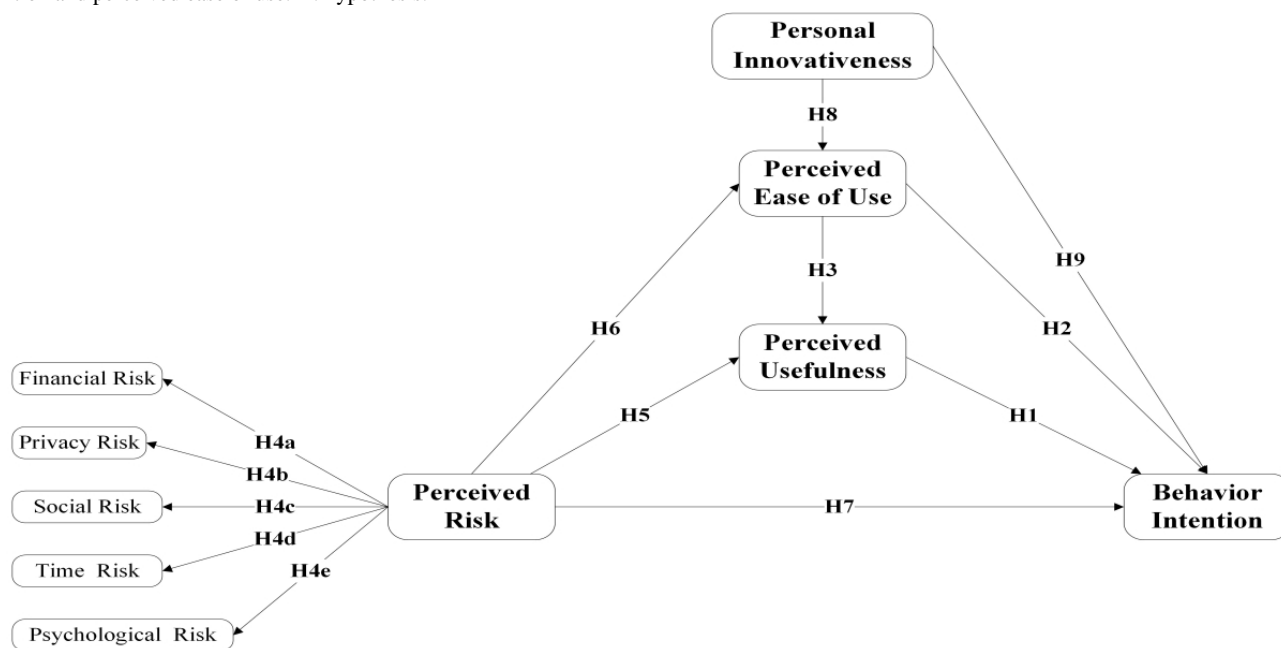 Personal
Innovativeness
H8
Perceived
Ease of Use
H9
H3
H6
H2
Perceived
Usefulness
Financial Risk
H5
H1
Privacy Risk
H4a
H4b
Social Risk
H4c
Perceived
Risk
H7
Behavior
Intention
H4d
Time Risk
H4e
Psychological Risk